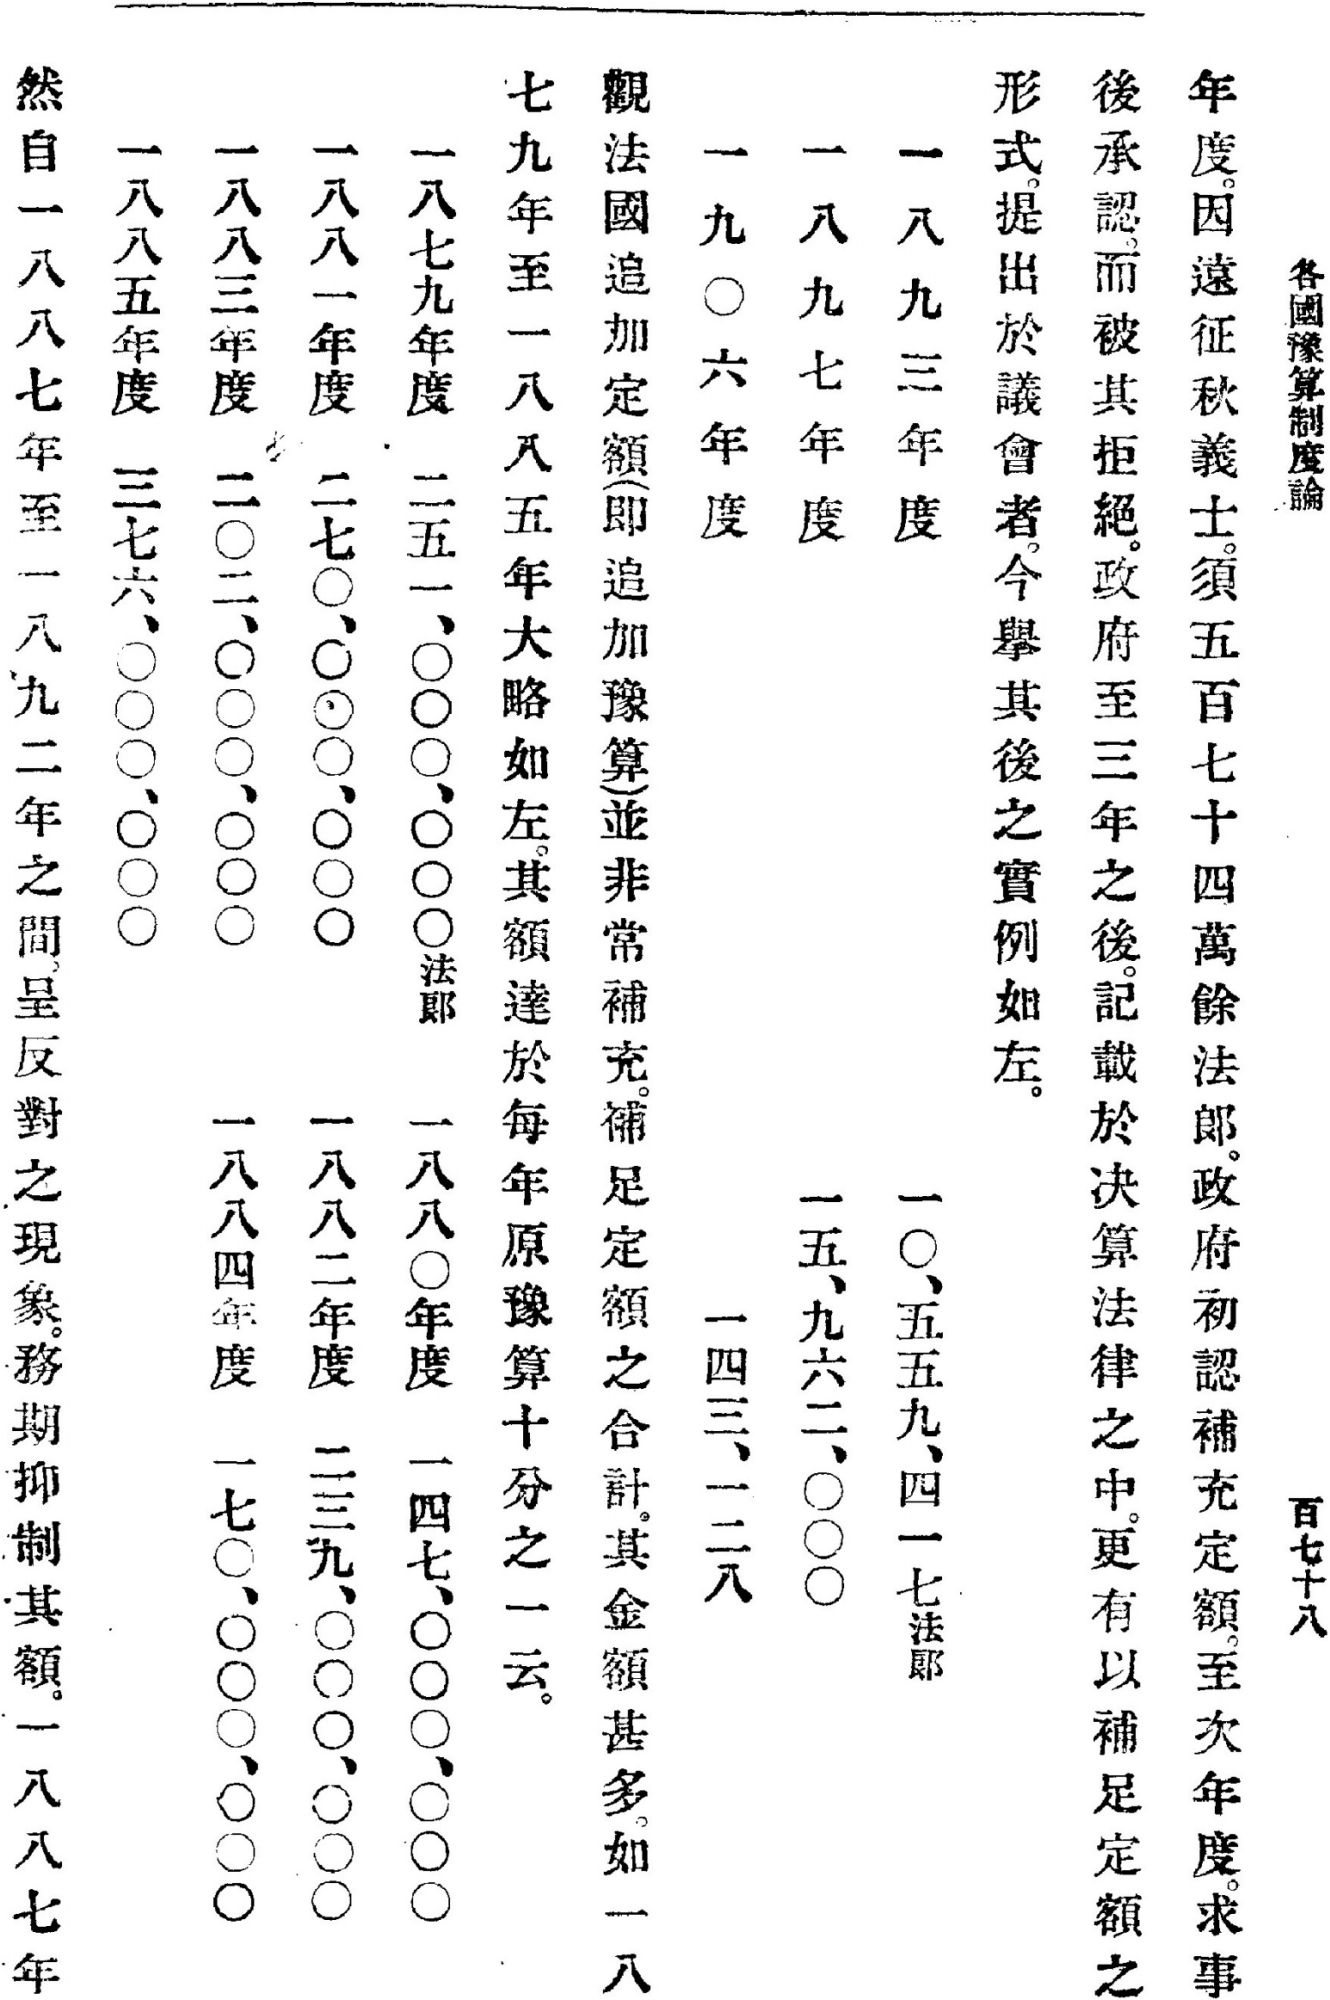 各國豫算制度論
百七十八
年度。因遠征秋義士。須五百七十四萬餘法郎。政府初認補充定額。至次年度。求事
後承認。而被其拒絕。政府至三年之後。記載於决算法律之中。更有以補足定額之
形式。提出於議會者。今擧其後之實例如左。
一八九三年度　一〇、五五九、四一七法郞
一八九七年度　一五、九六二、〇〇〇
一九〇六年度　一四三、一二八
觀法國追加定額(卽追加豫算)並非常補充。補足定額之合計。其金額甚多。如一八
七九年至一八八五年大略如左。其額達於每年原豫算十分之一云。
一八七九年度　二五一、〇〇〇、〇〇〇法郞　一八八〇年度　一四七、〇〇〇、〇〇〇
一八八一年度　二七〇、〇〇〇、〇〇〇　一八八二年度　二三九、〇〇〇、〇〇〇
一八八三年度　二〇二、〇〇〇、〇〇〇　一八八四年度　一七〇、〇〇〇、〇〇〇
一八八五年度　三七六、〇〇〇、〇〇〇
然自一八八七年至一八九二年之間。呈反對之現象。務期抑制其額。一八八七年